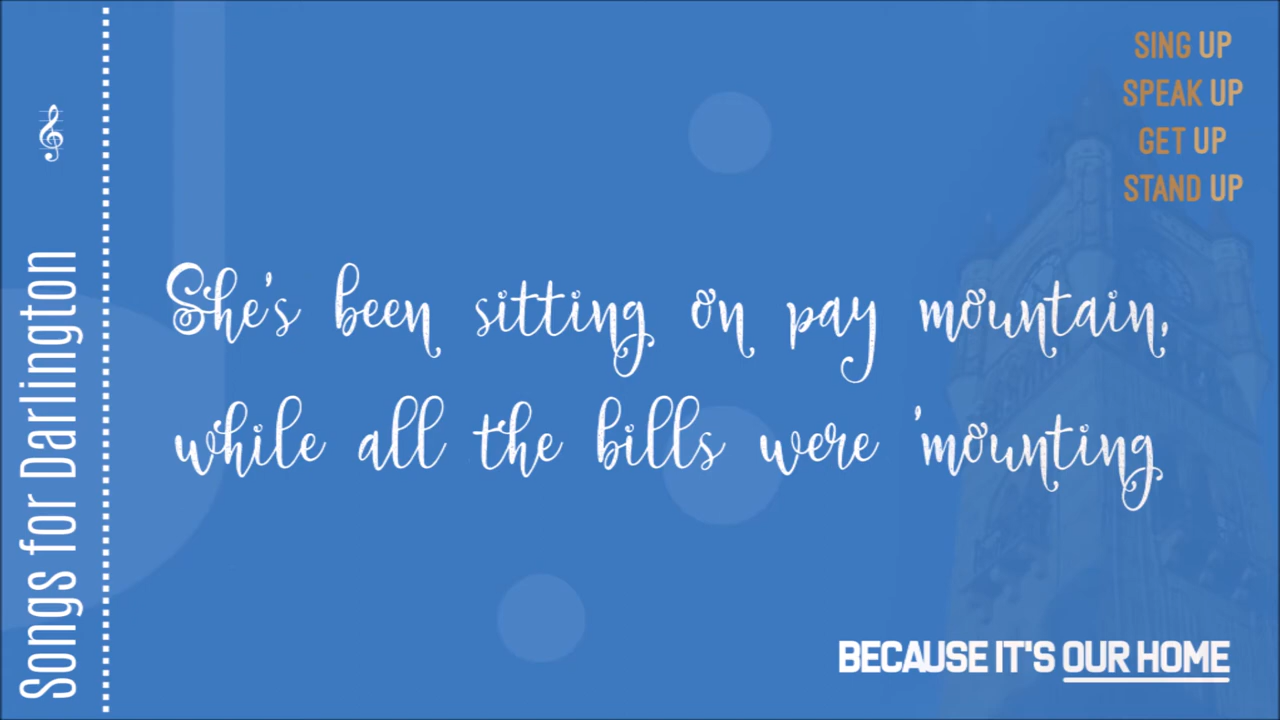 SING UP
SPEAK UP
GET UP
STAND UP
Songs for Darlington
She's been sitting on pay mountain,
while all the bills were 'mounting
BECAUSE IT'S OUR HOME